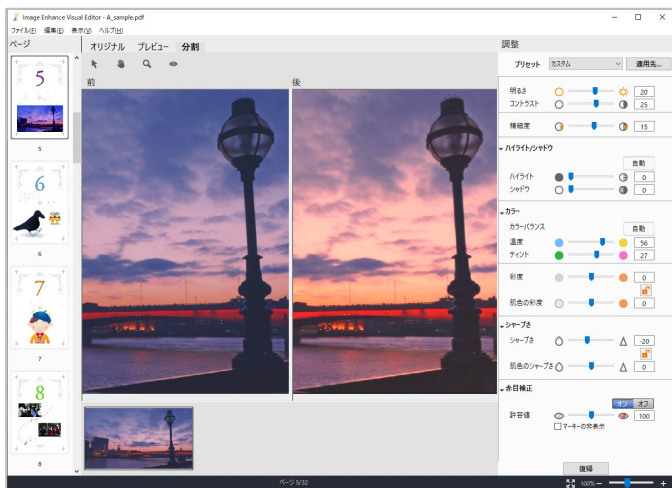 Image Enhance Visual Editor - A_sample.pdf
ファイル(F) 編集(E) 表示(V) ヘルプ(H)
ページ
オリジナル プレビュー 分割
調整
プリセット カスタム 適用先...
前 後
5
5
6
6
7
7
8
8
明るさ 20
コントラスト 25
精細度 15
ハイライト/シャドウ
自動
ハイライト 0
シャドウ 0
カラー
カラーバランス 自動
温度 56
ティント 27
彩度 0
肌色の彩度 0
シャープさ
シャープさ -20
肌色のシャープさ 0
赤目補正
オン オフ
許容値 100
マーキーの非表示
復帰
ページ 5/32
100%